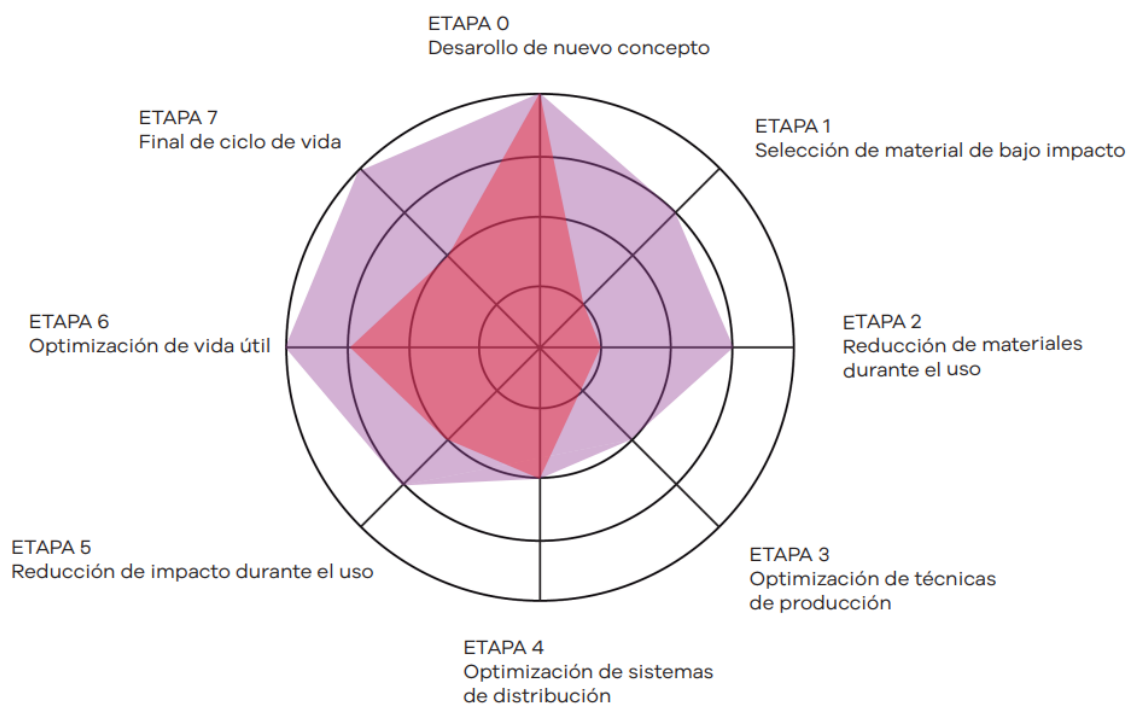 ETAPA 0
Desarollo de nuevo concepto
ETAPA 1
Selección de material de bajo impacto
ETAPA 2
Reducción de materiales
durante el uso
ETAPA 3
Optimización de técnicas
de producción
ETAPA 4
Optimización de sistemas
de distribución
ETAPA 5
Reducción de impacto durante el uso
ETAPA 6
Optimización de vida útil
ETAPA 7
Final de ciclo de vida